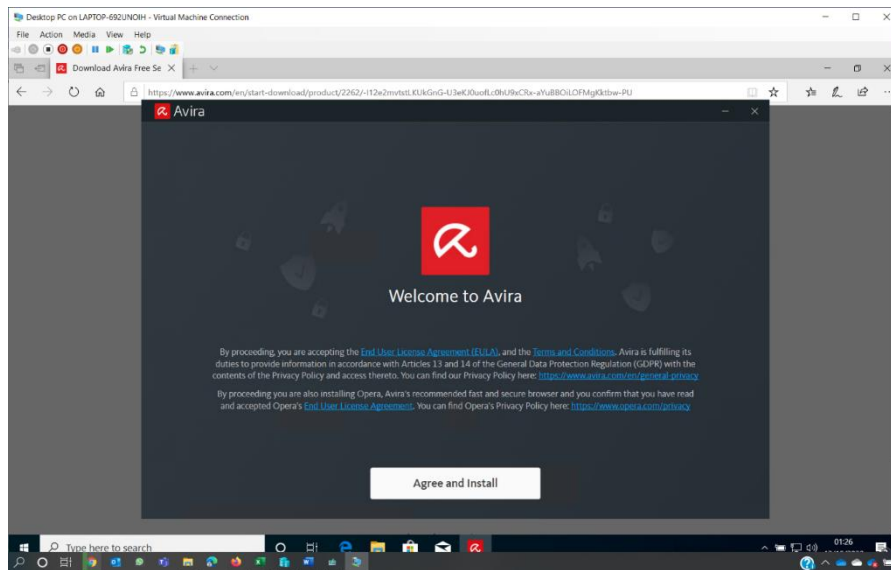 Desktop PC on LAPTOP-692UNOIH - Virtual Machine Connection
File Action Media View Help
Download Avira Free Se
https://www.avira.com/en/start-download/product/2262/
Avira
Welcome to Avira
By proceeding, you are accepting the End User License Agreement (EULA), and the Terms and Conditions. Avira is fulfilling its
duties to provide information in accordance with Articles 13 and 14 of the General Data Protection Regulation (GDPR) with the
contents of the Privacy Policy and access thereto. You can find our Privacy Policy here: https://www.avira.com/en/general-privacy
By proceeding you are also installing Opera, Avira's recommended fast and secure browser and you confirm that you have read
and accepted Opera's End User License Agreement. You can find Opera's Privacy Policy here: https://www.opera.com/privacy
Agree and Install
Type here to search
01:26